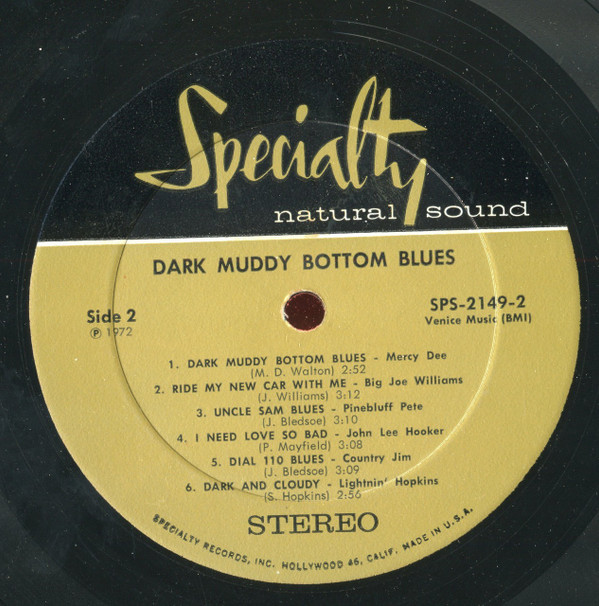 Specialty
natural sound
DARK MUDDY BOTTOM BLUES
Side 2
℗ 1972
SPS-2149-2
Venice Music (BMI)
1. DARK MUDDY BOTTOM BLUES - Mercy Dee
(M. D. Walton) 2:52
2. RIDE MY NEW CAR WITH ME - Big Joe Williams
(J. Williams) 3:12
3. UNCLE SAM BLUES - Pinebluff Pete
(J. Bledsoe) 3:10
4. I NEED LOVE SO BAD - John Lee Hooker
(P. Mayfield) 3:08
5. DIAL 110 BLUES - Country Jim
(J. Bledsoe) 3:09
6. DARK AND CLOUDY - Lightnin' Hopkins
(S. Hopkins) 2:56
STEREO
SPECIALTY RECORDS, INC. HOLLYWOOD 46, CALIF. MADE IN U.S.A.